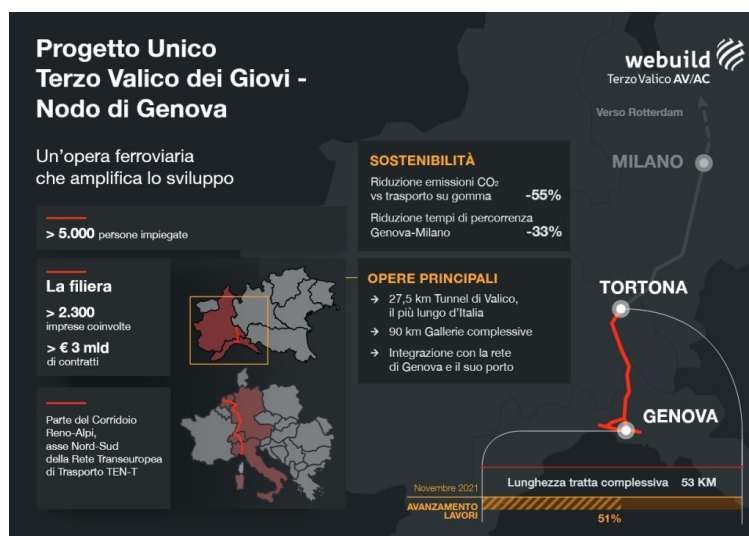 Progetto Unico
Terzo Valico dei Giovi -
Nodo di Genova
Un'opera ferroviaria
che amplifica lo sviluppo
> 5.000 persone impiegate
La filiera
> 2.300
imprese coinvolte
> € 3 mld
di contratti
Parte del Corridoio
Reno-Alpi,
asse Nord-Sud
della Rete Transeuropea
di Trasporto TEN-T
SOSTENIBILITÀ
Riduzione emissioni CO₂
vs trasporto su gomma -55%
Riduzione tempi di percorrenza
Genova-Milano -33%
OPERE PRINCIPALI
→ 27,5 km Tunnel di Valico,
il più lungo d'Italia
→ 90 km Gallerie complessive
→ Integrazione con la rete
di Genova e il suo porto
webuild
TerzoValico AV/AC
Verso Rotterdam
MILANO
TORTONA
GENOVA
Lunghezza tratta complessiva 53 KM
Novembre 2021
AVANZAMENTO
LAVORI
51%